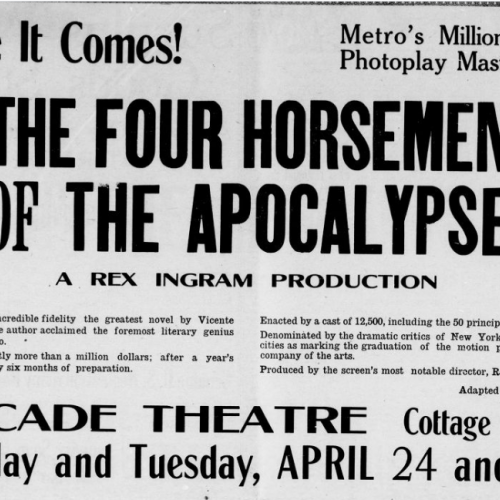 It Comes!
Metro's Million
Photoplay Mas
THE FOUR HORSEMEN
OF THE APOCALYPSE
A REX INGRAM PRODUCTION
credible fidelity the greatest novel by Vicente
e author acclaimed the foremost literary genius
o.
tly more than a million dollars; after a year's
y six months of preparation.
Enacted by a cast of 12,500, including the 50 princip
Denominated by the dramatic critics of New York
cities as marking the graduation of the motion p
company of the arts.
Produced by the screen's most notable director, R
Adapted
CADE THEATRE Cottage
lay and Tuesday, APRIL 24 and